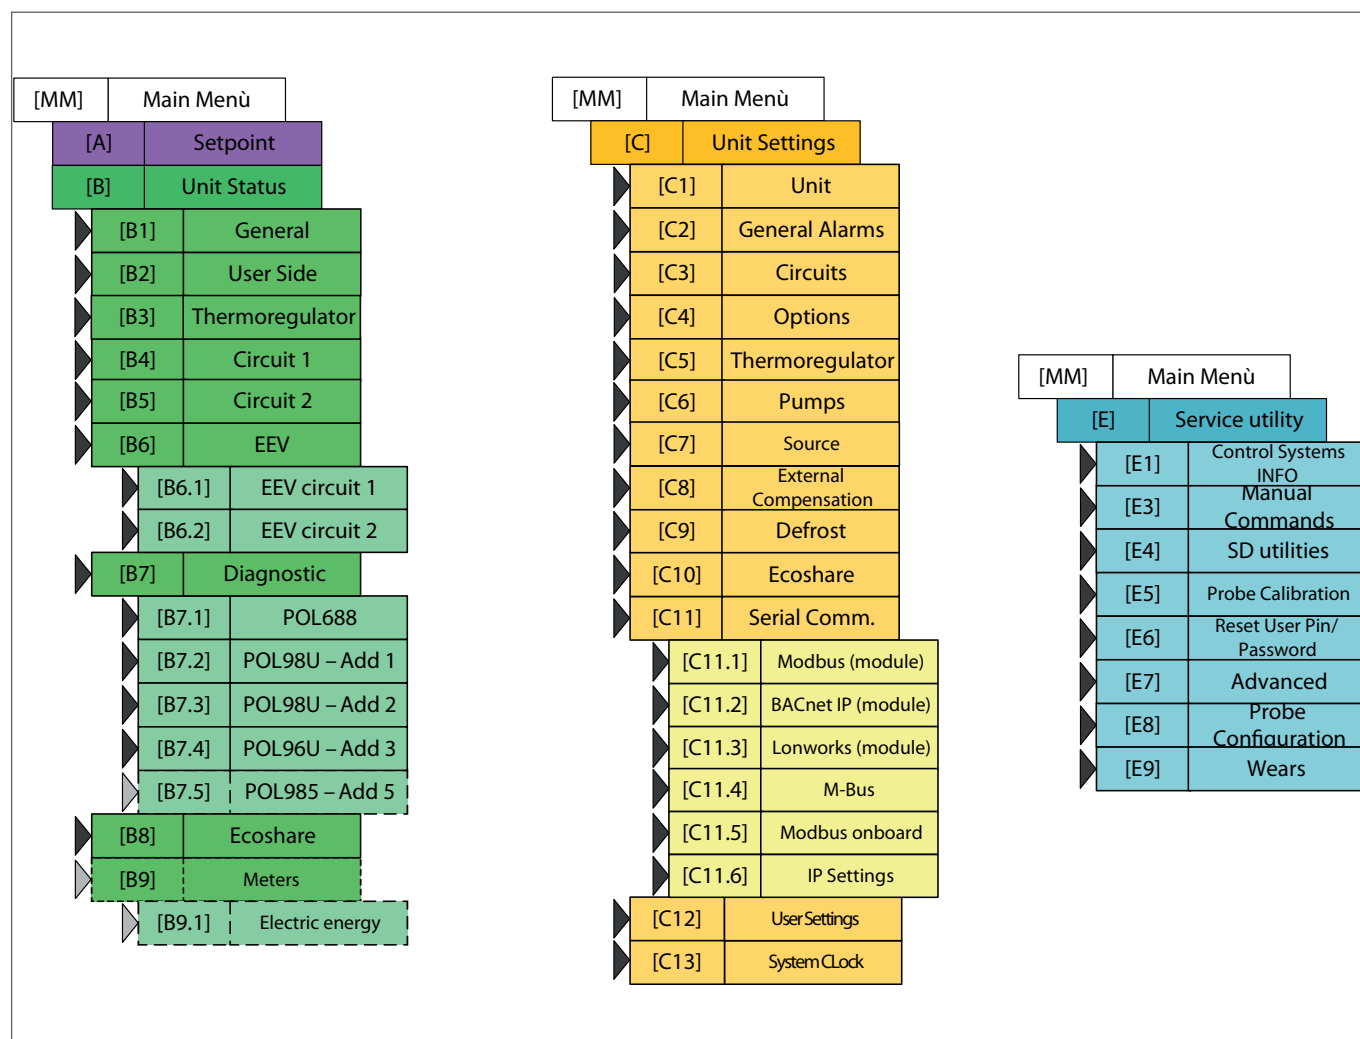 [MM] Main Menù
[A] Setpoint
[B] Unit Status
[B1] General
[B2] User Side
[B3] Thermoregulator
[B4] Circuit 1
[B5] Circuit 2
[B6] EEV
[B6.1] EEV circuit 1
[B6.2] EEV circuit 2
[B7] Diagnostic
[B7.1] POL688
[B7.2] POL98U – Add 1
[B7.3] POL98U – Add 2
[B7.4] POL96U – Add 3
[B7.5] POL985 – Add 5
[B8] Ecoshare
[B9] Meters
[B9.1] Electric energy
[MM] Main Menù
[C] Unit Settings
[C1] Unit
[C2] General Alarms
[C3] Circuits
[C4] Options
[C5] Thermoregulator
[C6] Pumps
[C7] Source
[C8] External
Compensation
[C9] Defrost
[C10] Ecoshare
[C11] Serial Comm.
[C11.1] Modbus (module)
[C11.2] BACnet IP (module)
[C11.3] Lonworks (module)
[C11.4] M-Bus
[C11.5] Modbus onboard
[C11.6] IP Settings
[C12] User Settings
[C13] System CLock
[MM] Main Menù
[E] Service utility
[E1] Control Systems
INFO
[E3] Manual
Commands
[E4] SD utilities
[E5] Probe Calibration
[E6] Reset User Pin/
Password
[E7] Advanced
[E8] Probe
Configuration
[E9] Wears